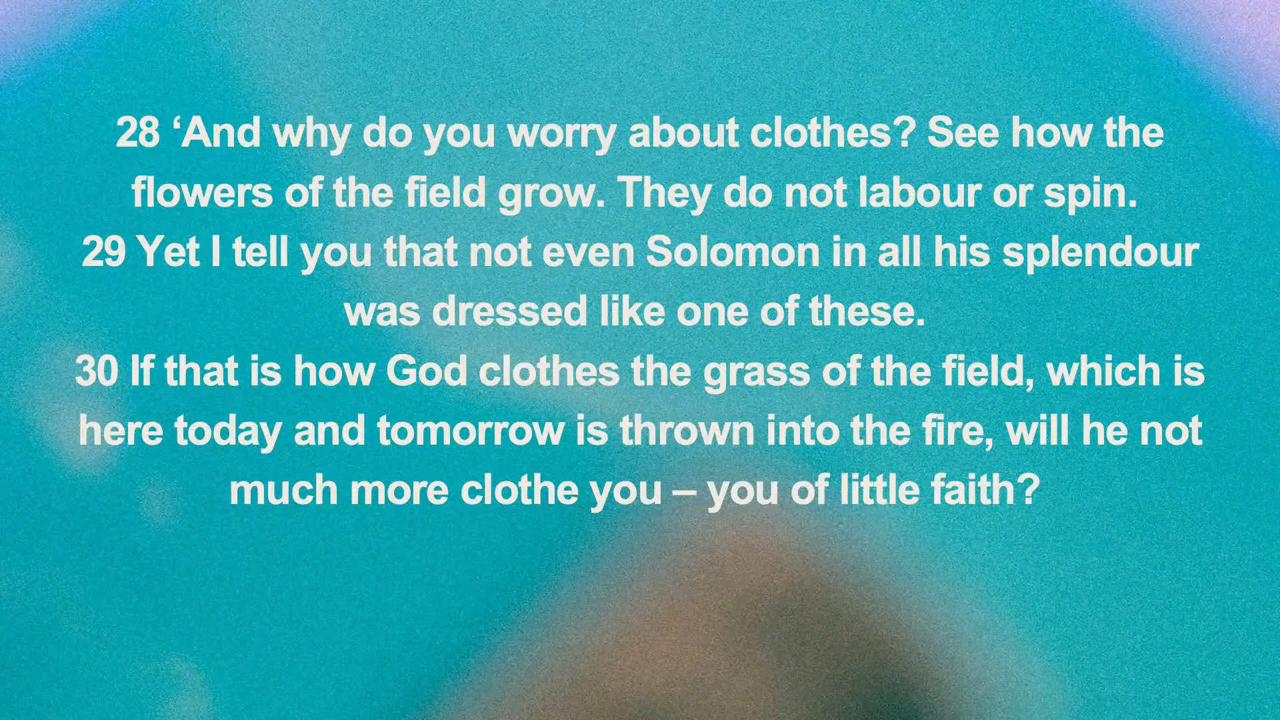 28 ‘And why do you worry about clothes? See how the
flowers of the field grow. They do not labour or spin.
29 Yet I tell you that not even Solomon in all his splendour
was dressed like one of these.
30 If that is how God clothes the grass of the field, which is
here today and tomorrow is thrown into the fire, will he not
much more clothe you – you of little faith?